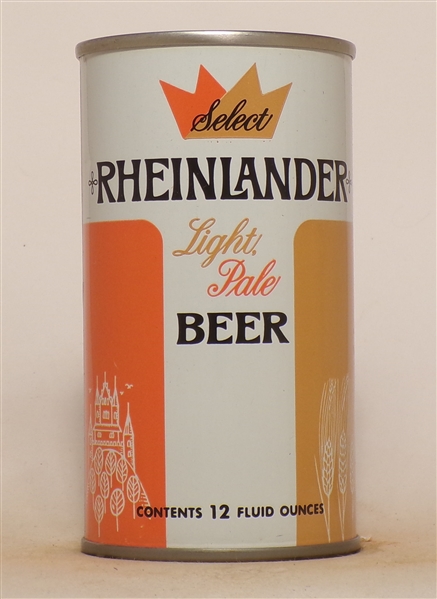 Select
RHEINLANDER
Light,
Pale
BEER
CONTENTS 12 FLUID OUNCES